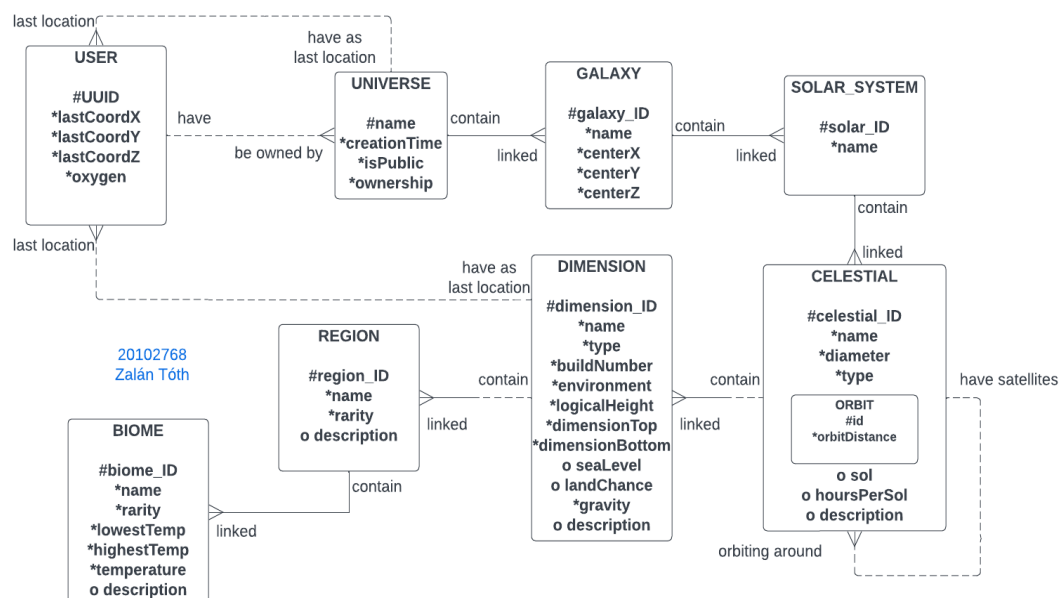 last location
have as
last location
USER
#UUID
*lastCoordX
*lastCoordY
*lastCoordZ
*oxygen
have
be owned by
UNIVERSE
#name
*creationTime
*isPublic
*ownership
contain
linked
GALAXY
#galaxy_ID
*name
*centerX
*centerY
*centerZ
contain
linked
SOLAR_SYSTEM
#solar_ID
*name
contain
linked
last location
have as
last location
DIMENSION
#dimension_ID
*name
*type
*buildNumber
*environment
*logicalHeight
*dimensionTop
*dimensionBottom
o seaLevel
o landChance
*gravity
o description
contain
linked
CELESTIAL
#celestial_ID
*name
*diameter
*type
ORBIT
#id
*orbitDistance
o sol
o hoursPerSol
o description
have satellites
orbiting around
REGION
#region_ID
*name
*rarity
o description
contain
linked
20102768
Zalán Tóth
BIOME
#biome_ID
*name
*rarity
*lowestTemp
*highestTemp
*temperature
o description
contain
linked